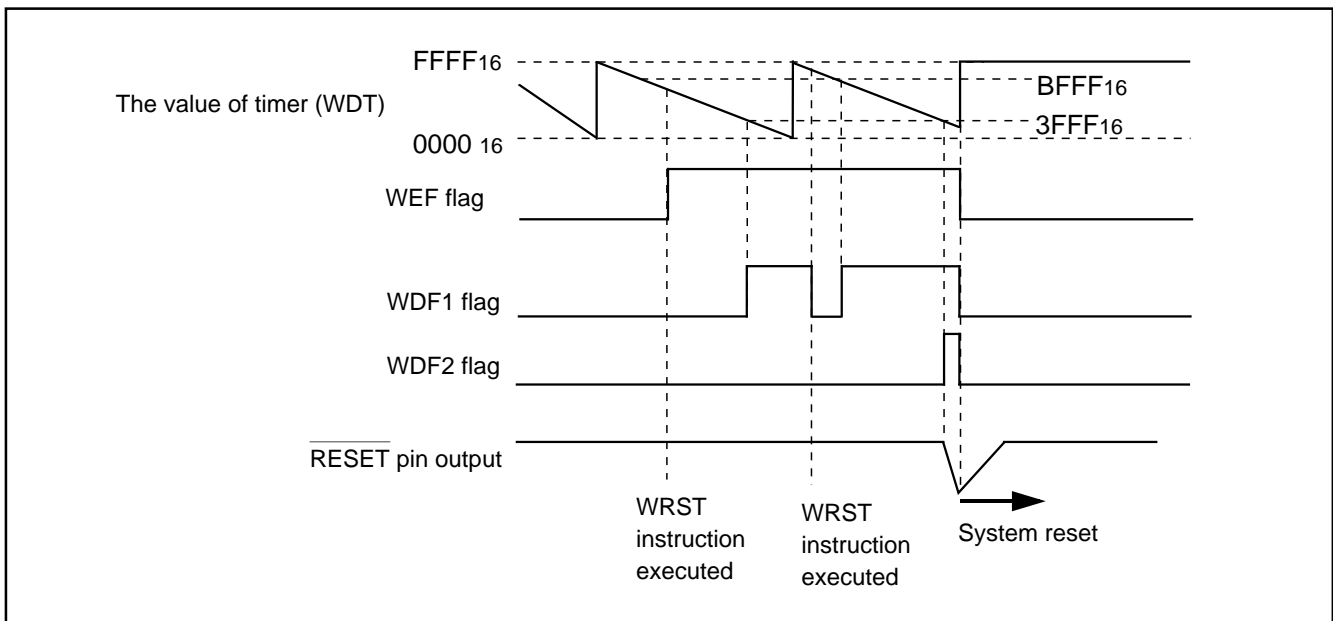 FFFF16
BFFF16
The value of timer (WDT)
3FFF16
0000 16
WEF flag
WDF1 flag
WDF2 flag
RESET pin output
WRST
instruction
executed
WRST
instruction
executed
System reset